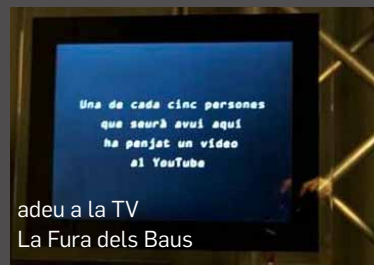 Una de cada cinc persones
que seurà avui aquí
ha penjat un vídeo
al YouTube
adeu a la TV
La Fura dels Baus